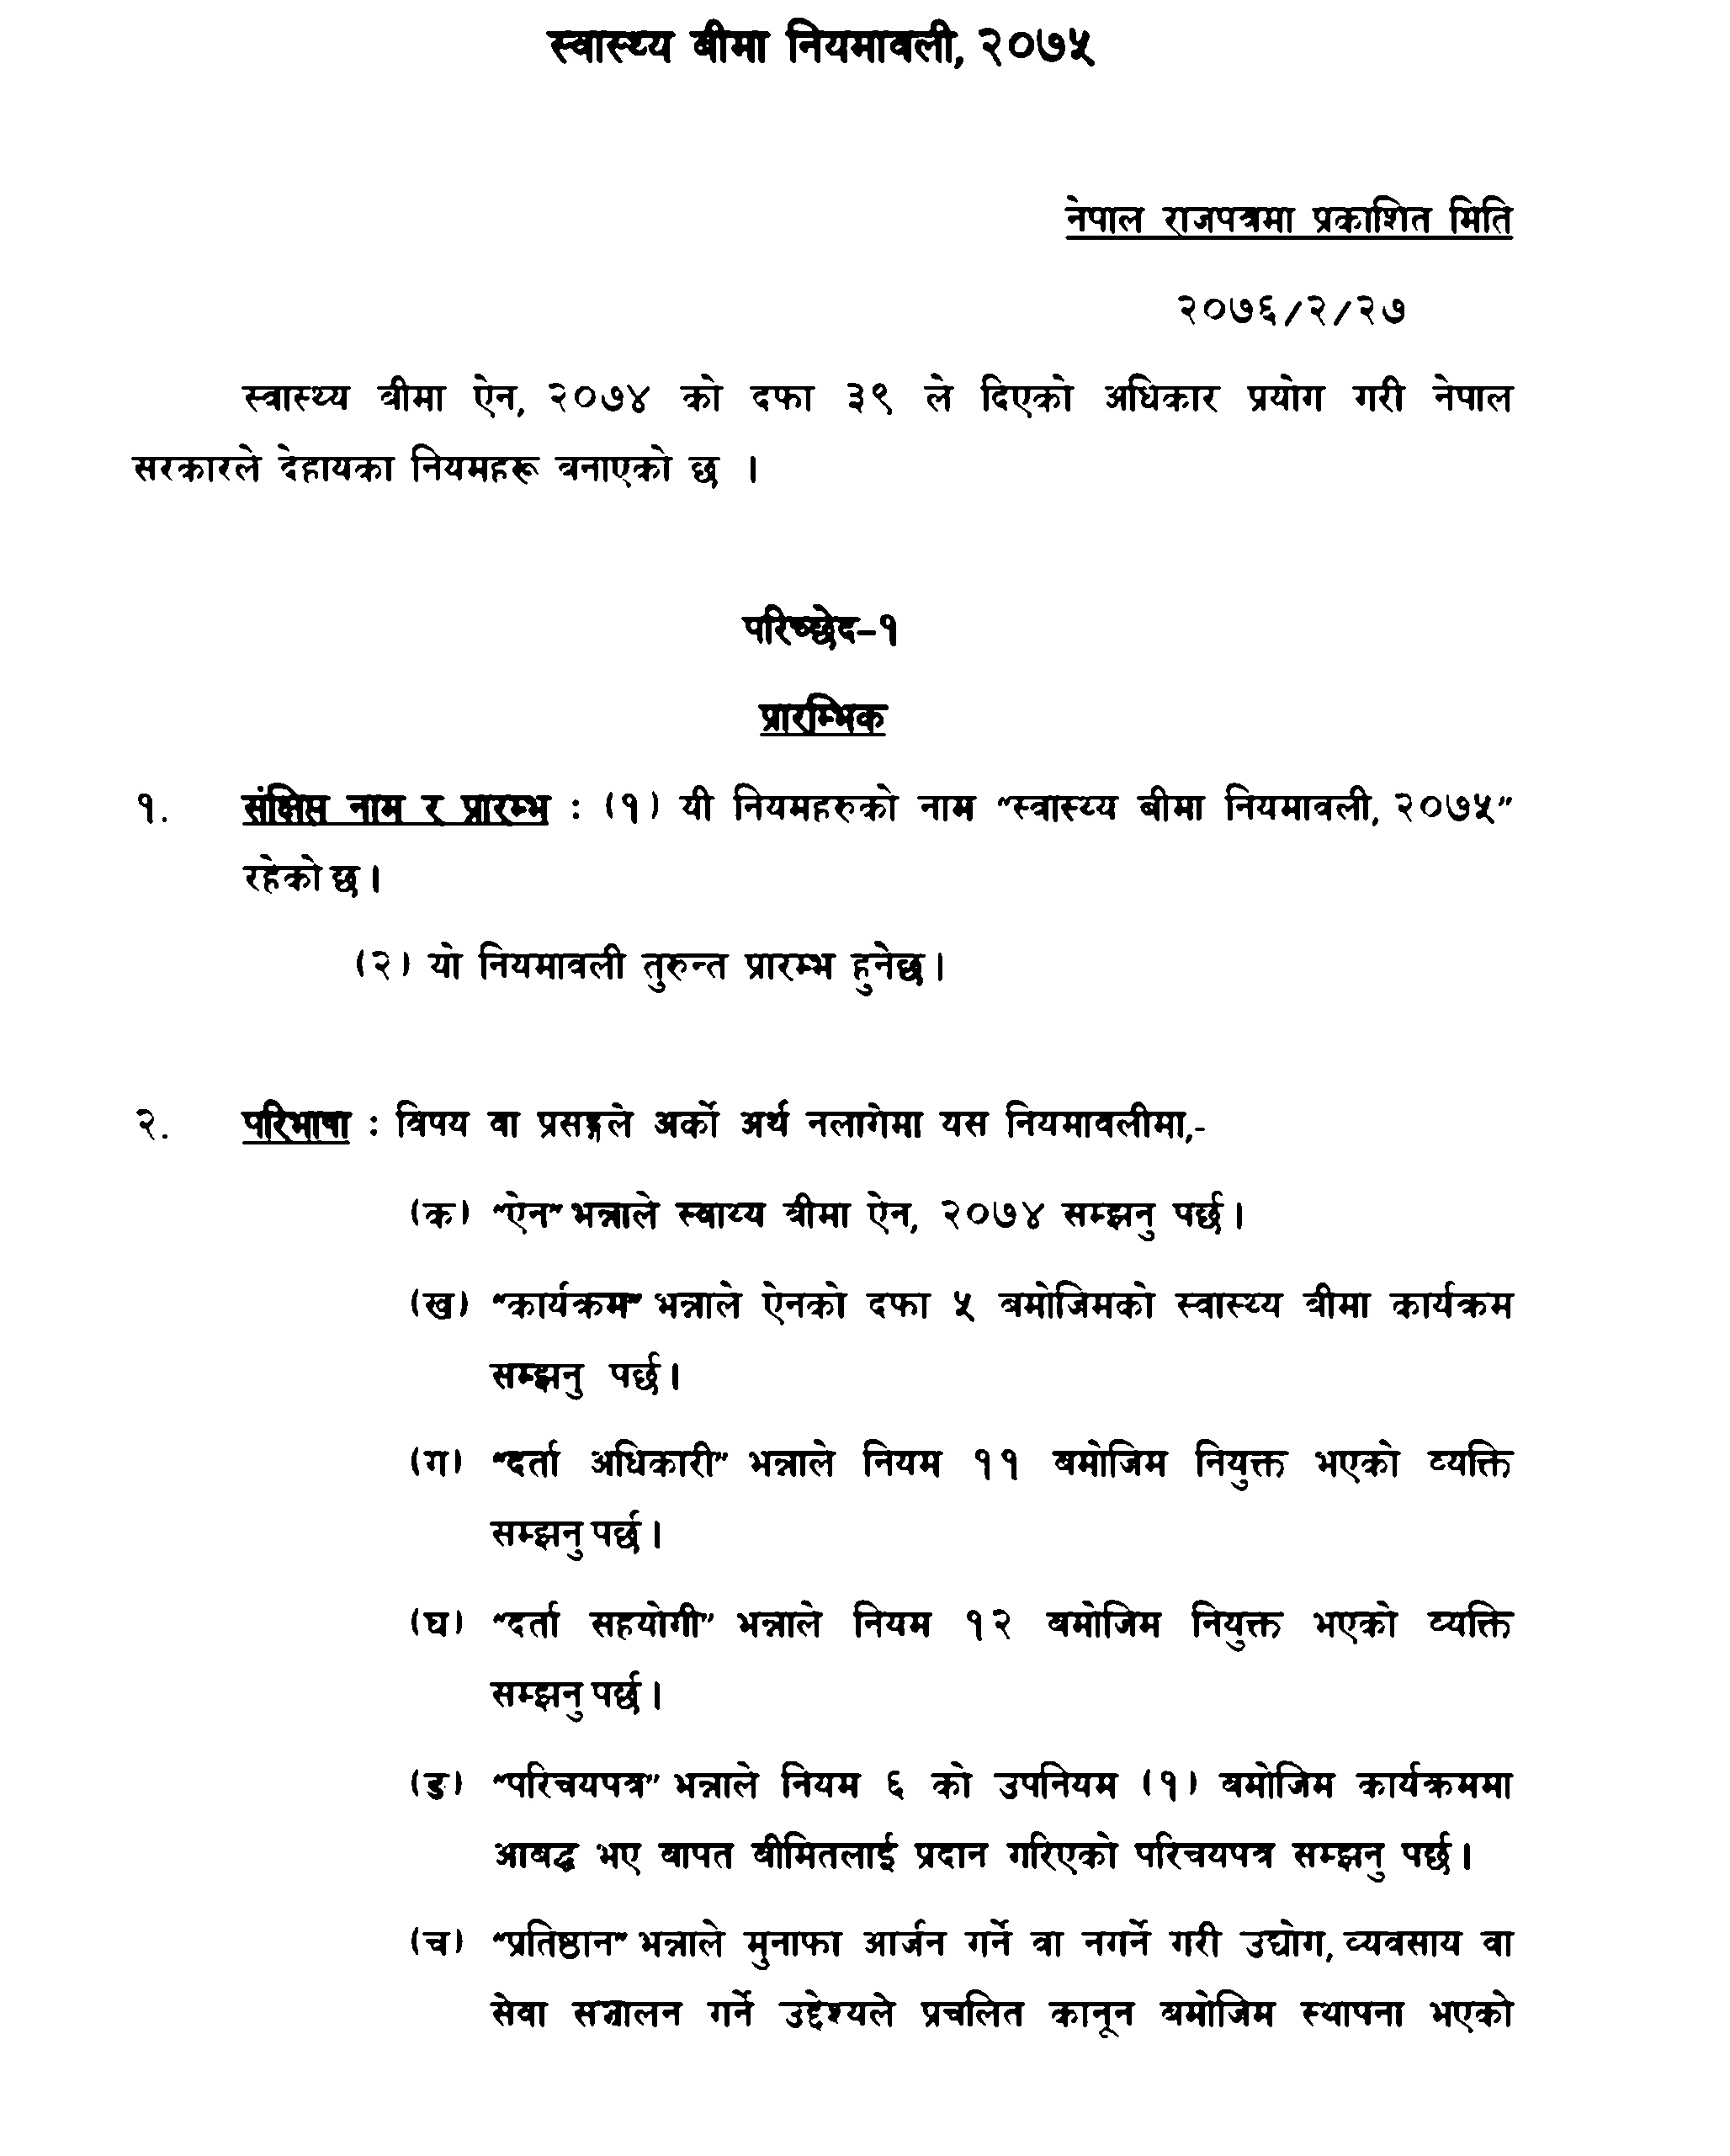 स्वास्थ्य बीमा नियमावली, २०७५
नेपाल राजपत्रमा प्रकाशित मिति
२०७६/२/२७
स्वास्थ्य बीमा ऐन, २०७४ को दफा ३९ ले दिएको अधिकार प्रयोग गरी नेपाल
सरकारले देहायका नियमहरू बनाएको छ ।
परिच्छेद–१
प्रारम्भिक
१. संक्षिप्त नाम र प्रारम्भ : (१) यी नियमहरुको नाम “स्वास्थ्य बीमा नियमावली, २०७५”
रहेको छ।
(२) यो नियमावली तुरुन्त प्रारम्भ हुनेछ।
२. परिभाषा : विषय वा प्रसङ्गले अर्को अर्थ नलागेमा यस नियमावलीमा,-
(क) “ऐन” भन्नाले स्वाथ्य बीमा ऐन, २०७४ सम्झनु पर्छ।
(ख) “कार्यक्रम” भन्नाले ऐनको दफा ५ बमोजिमको स्वास्थ्य बीमा कार्यक्रम
सम्झनु पर्छ।
(ग) “दर्ता अधिकारी” भन्नाले नियम ११ बमोजिम नियुक्त भएको व्यक्ति
सम्झनु पर्छ।
(घ) “दर्ता सहयोगी” भन्नाले नियम १२ बमोजिम नियुक्त भएको व्यक्ति
सम्झनु पर्छ।
(ङ) “परिचयपत्र” भन्नाले नियम ६ को उपनियम (१) बमोजिम कार्यक्रममा
आबद्ध भए बापत बीमितलाई प्रदान गरिएको परिचयपत्र सम्झनु पर्छ।
(च) “प्रतिष्ठान” भन्नाले मुनाफा आर्जन गर्ने वा नगर्ने गरी उद्योग, व्यवसाय वा
सेवा सञ्चालन गर्ने उद्देश्यले प्रचलित कानून बमोजिम स्थापना भएको